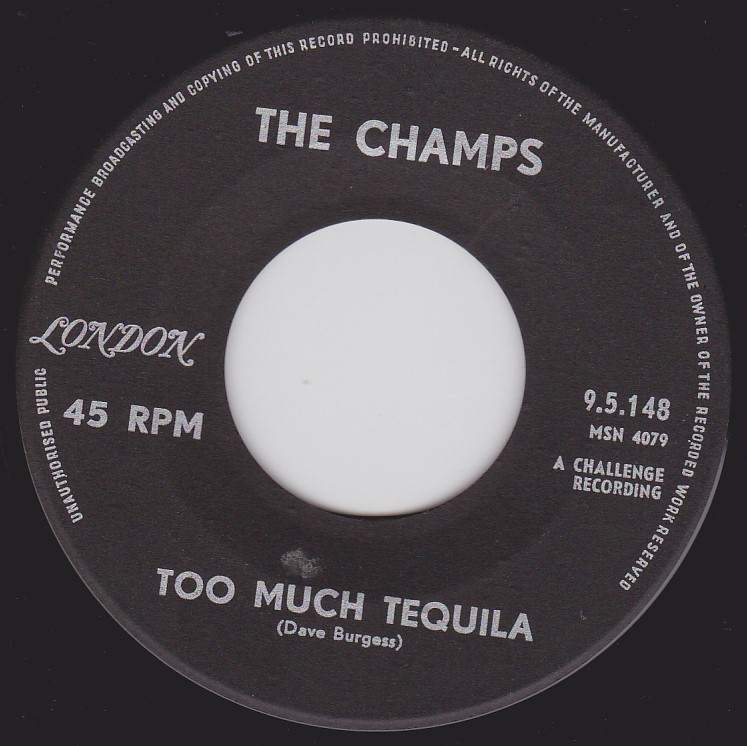 UNAUTHORISED PUBLIC PERFORMANCE BROADCASTING AND COPYING OF THIS RECORD PROHIBITED - ALL RIGHTS OF THE MANUFACTURER AND OF THE OWNER OF THE RECORDED WORK RESERVED
THE CHAMPS
LONDON
45 RPM
9.5.148
MSN 4079
A CHALLENGE
RECORDING
TOO MUCH TEQUILA
(Dave Burgess)